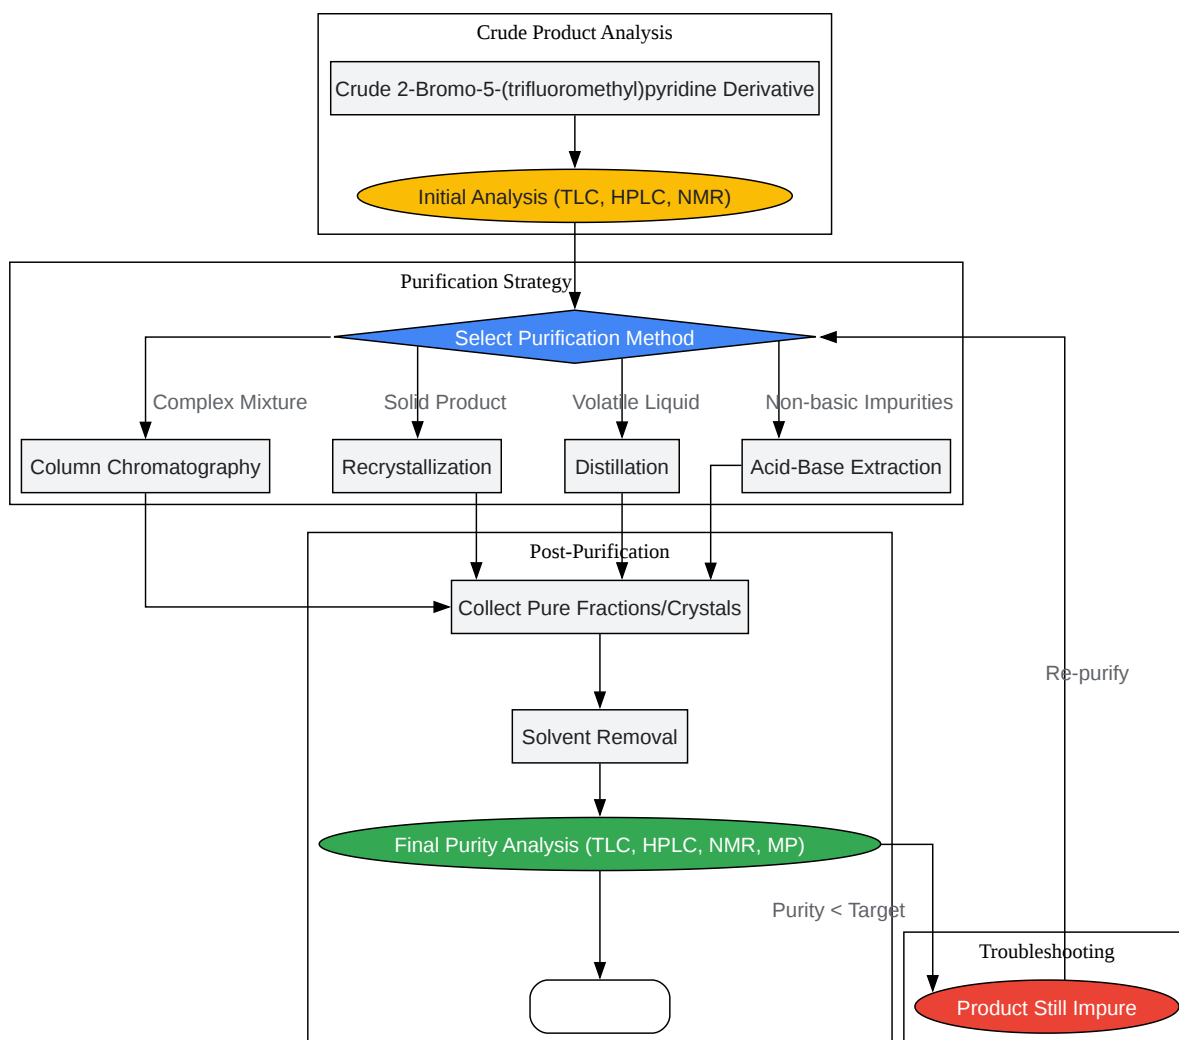 Crude Product Analysis
Crude 2-Bromo-5-(trifluoromethyl)pyridine Derivative
Initial Analysis (TLC, HPLC, NMR)
Purification Strategy
Select Purification Method
Complex Mixture
Solid Product
Volatile Liquid
Non-basic Impurities
Column Chromatography
Recrystallization
Distillation
Acid-Base Extraction
Post-Purification
Collect Pure Fractions/Crystals
Re-purify
Solvent Removal
Final Purity Analysis (TLC, HPLC, NMR, MP)
Purity < Target
Troubleshooting
Product Still Impure